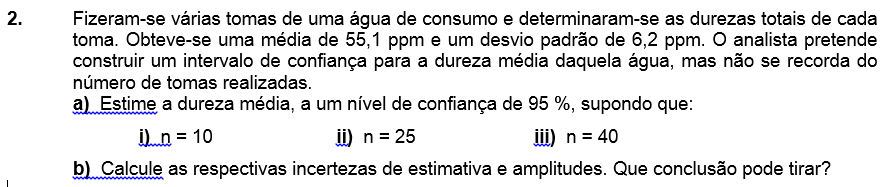 2. Fizeram-se várias tomas de uma água de consumo e determinaram-se as durezas totais de cada
toma. Obteve-se uma média de 55,1 ppm e um desvio padrão de 6,2 ppm. O analista pretende
construir um intervalo de confiança para a dureza média daquela água, mas não se recorda do
número de tomas realizadas.
a) Estime a dureza média, a um nível de confiança de 95 %, supondo que:
i) n = 10 ii) n = 25 iii) n = 40
b) Calcule as respectivas incertezas de estimativa e amplitudes. Que conclusão pode tirar?